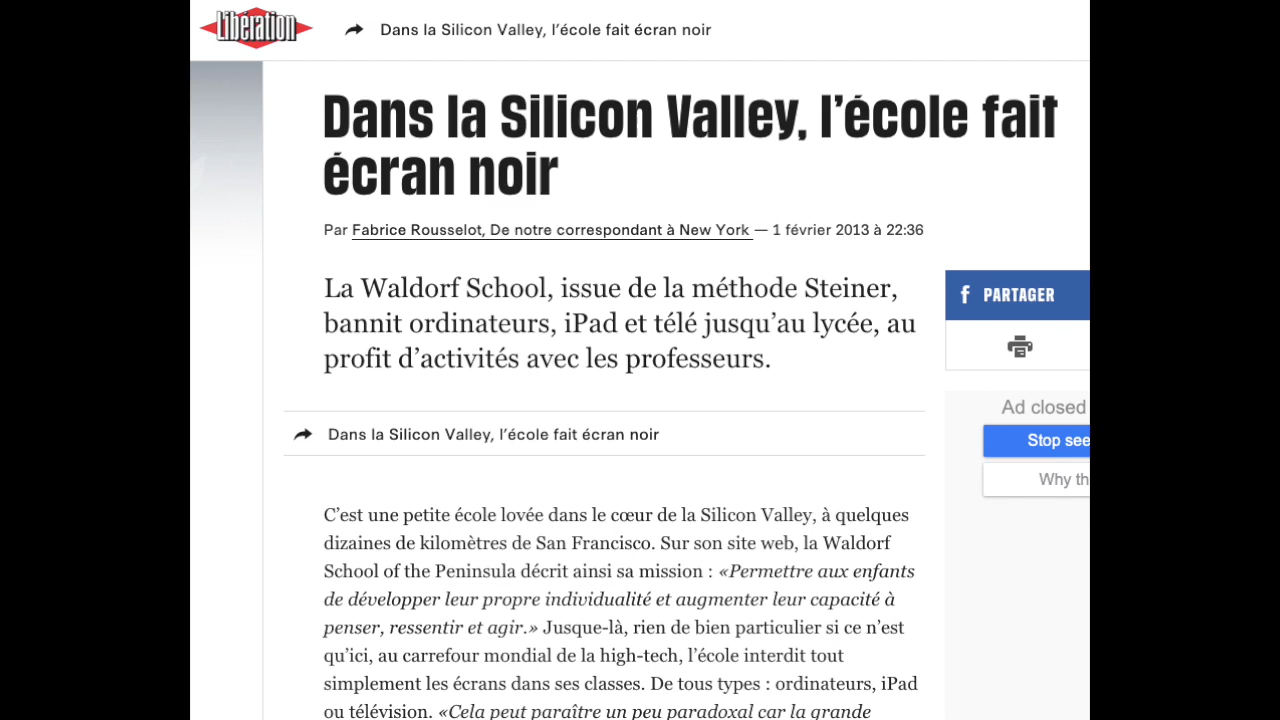 Libération
Dans la Silicon Valley, l’école fait écran noir
Dans la Silicon Valley, l’école fait
écran noir
Par Fabrice Rousselot, De notre correspondant à New York — 1 février 2013 à 22:36
La Waldorf School, issue de la méthode Steiner,
bannit ordinateurs, iPad et télé jusqu’au lycée, au
profit d’activités avec les professeurs.
f PARTAGER
Ad closed
Stop see
Why th
Dans la Silicon Valley, l’école fait écran noir
C’est une petite école lovée dans le cœur de la Silicon Valley, à quelques
dizaines de kilomètres de San Francisco. Sur son site web, la Waldorf
School of the Peninsula décrit ainsi sa mission : «Permettre aux enfants
de développer leur propre individualité et augmenter leur capacité à
penser, ressentir et agir.» Jusque-là, rien de bien particulier si ce n’est
qu’ici, au carrefour mondial de la high-tech, l’école interdit tout
simplement les écrans dans ses classes. De tous types : ordinateurs, iPad
ou télévision. «Cela peut paraître un peu paradoxal car la grande